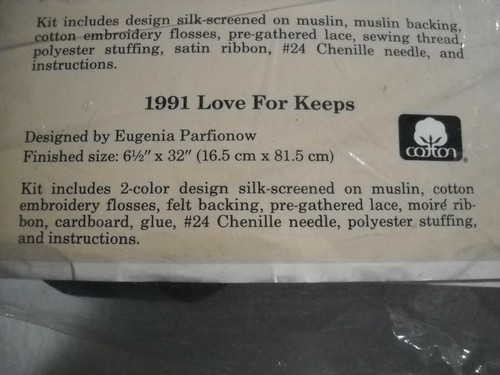 Kit includes design silk-screened on muslin, muslin backing,
cotton embroidery flosses, pre-gathered lace, sewing thread,
polyester stuffing, satin ribbon, #24 Chenille needle, and
instructions.
1991 Love For Keeps
Designed by Eugenia Parfionow
Finished size: 6½″ x 32″ (16.5 cm x 81.5 cm)
cotton®
Kit includes 2-color design silk-screened on muslin, cotton
embroidery flosses, felt backing, pre-gathered lace, moiré rib-
bon, cardboard, glue, #24 Chenille needle, polyester stuffing,
and instructions.